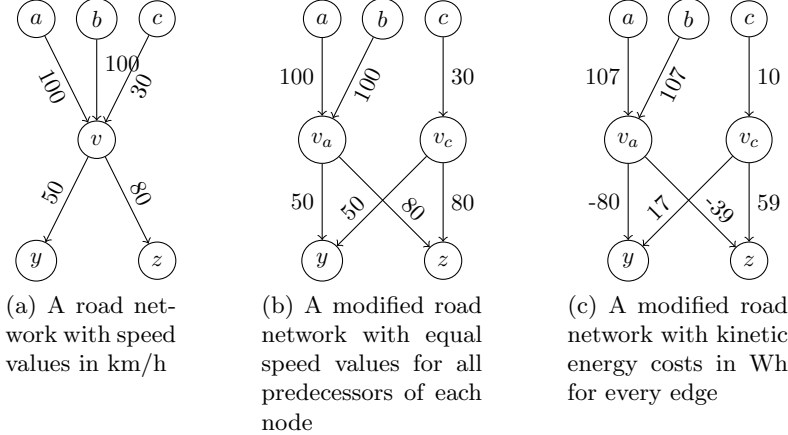 a b c
100 100 30
v
50 80
y z
(a) A road net-
work with speed
values in km/h
a b c
100 100 30
v_a v_c
50 50 80 80
y z
(b) A modified road
network with equal
speed values for all
predecessors of each
node
a b c
107 107 10
v_a v_c
-80 17 -39 59
y z
(c) A modified road
network with kinetic
energy costs in Wh
for every edge